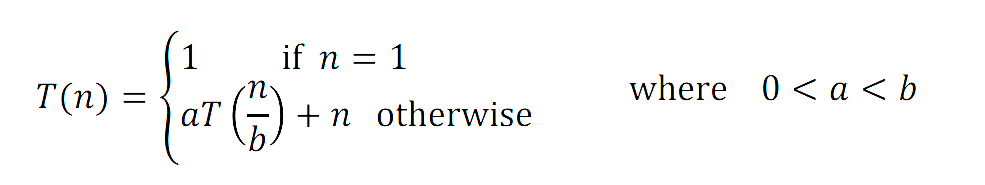 T(n) = { 1 if n = 1
aT(n/b) + n otherwise
where 0 < a < b